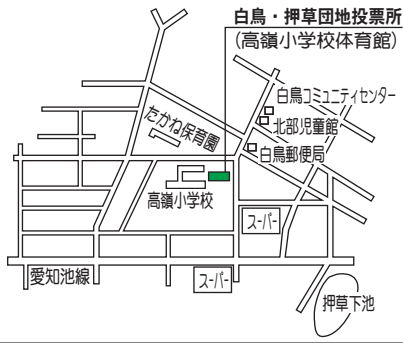 白鳥・押草団地投票所
(高嶺小学校体育館)
白鳥コミュニティセンター
たかね保育園
北部児童館
白鳥郵便局
高嶺小学校
スーパー
愛知池線
スーパー
押草下池